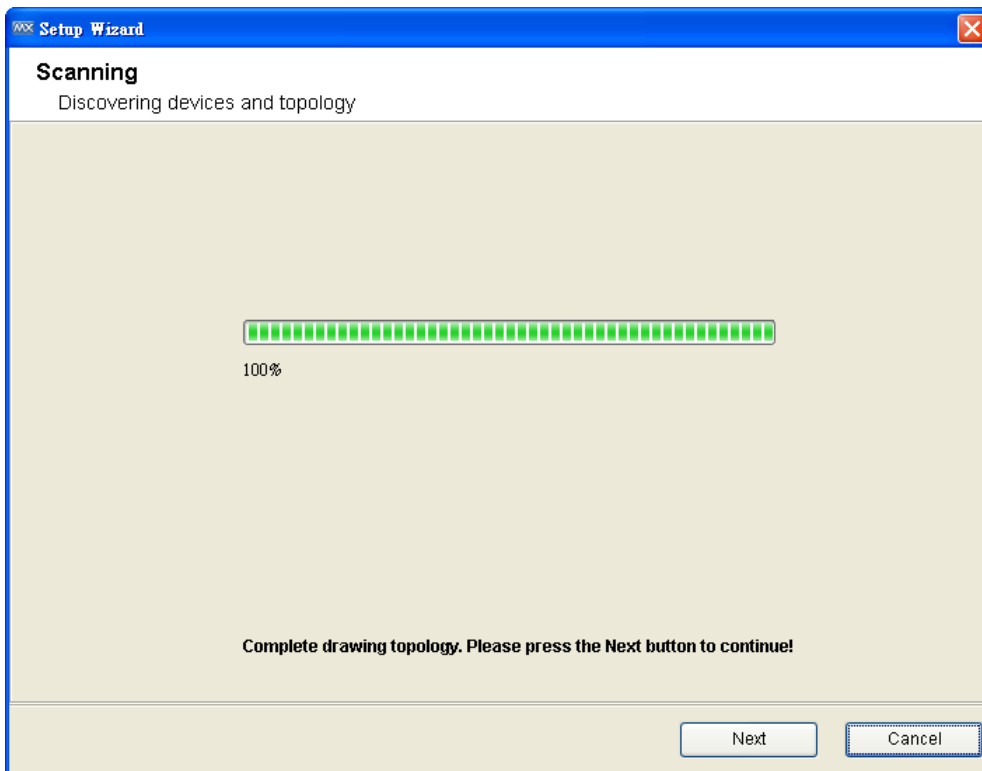 MX Setup Wizard
Scanning
Discovering devices and topology
100%
Complete drawing topology. Please press the Next button to continue!
Next Cancel